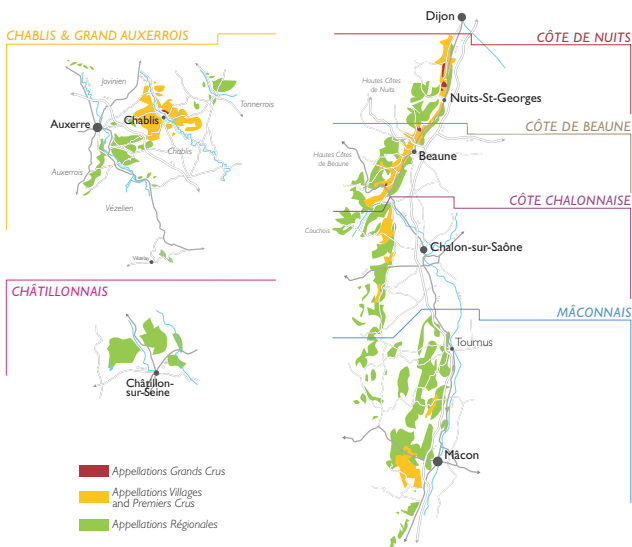 CHABLIS & GRAND AUXERROIS
Jovinien
Tonnerrois
Auxerre
Chablis
Chablis
Auxerrois
Vézelien
Vézelay
CHÂTILLONNAIS
Châtillon-
sur-Seine
Dijon
CÔTE DE NUITS
Hautes Côtes
de Nuits
Nuits-St-Georges
CÔTE DE BEAUNE
Beaune
Hautes Côtes
de Beaune
CÔTE CHALONNAISE
Couchois
Chalon-sur-Saône
MÂCONNAIS
Tournus
Mâcon
Appellations Grands Crus
Appellations Villages
and Premiers Crus
Appellations Régionales